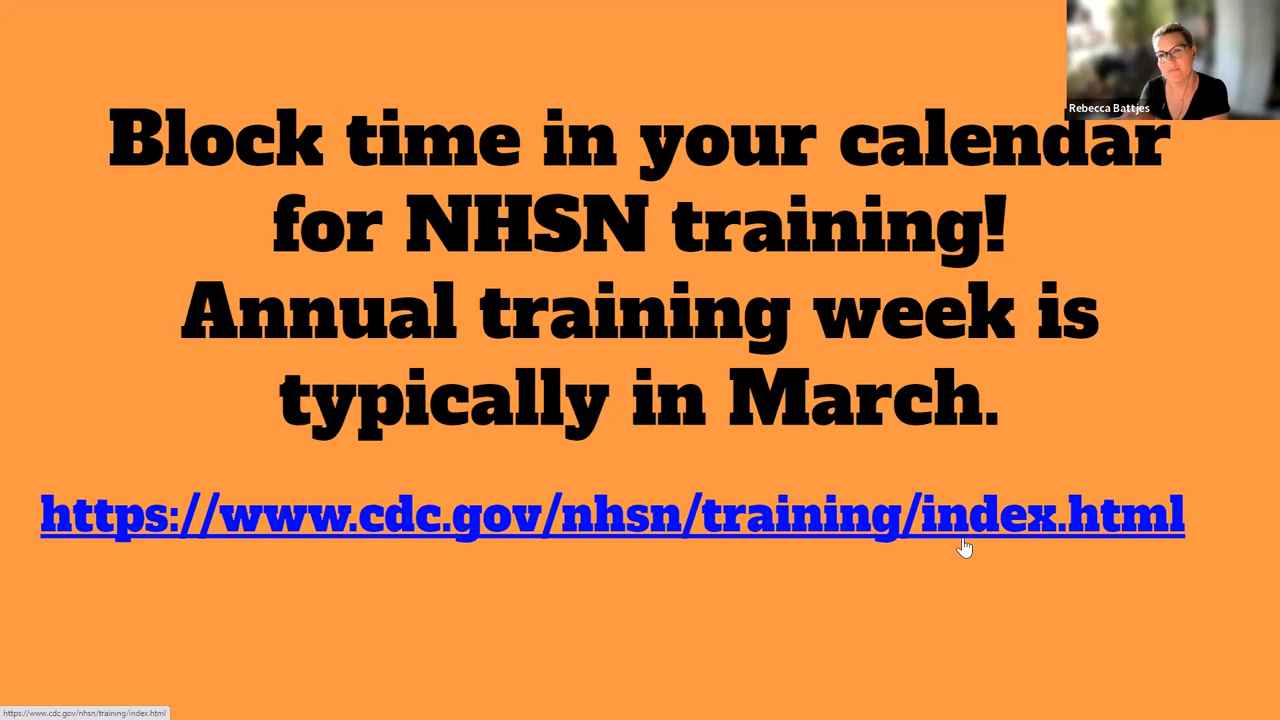 Rebecca Battjes
Block time in your calendar
for NHSN training!
Annual training week is
typically in March.
https://www.cdc.gov/nhsn/training/index.html
https://www.cdc.gov/nhsn/training/index.html